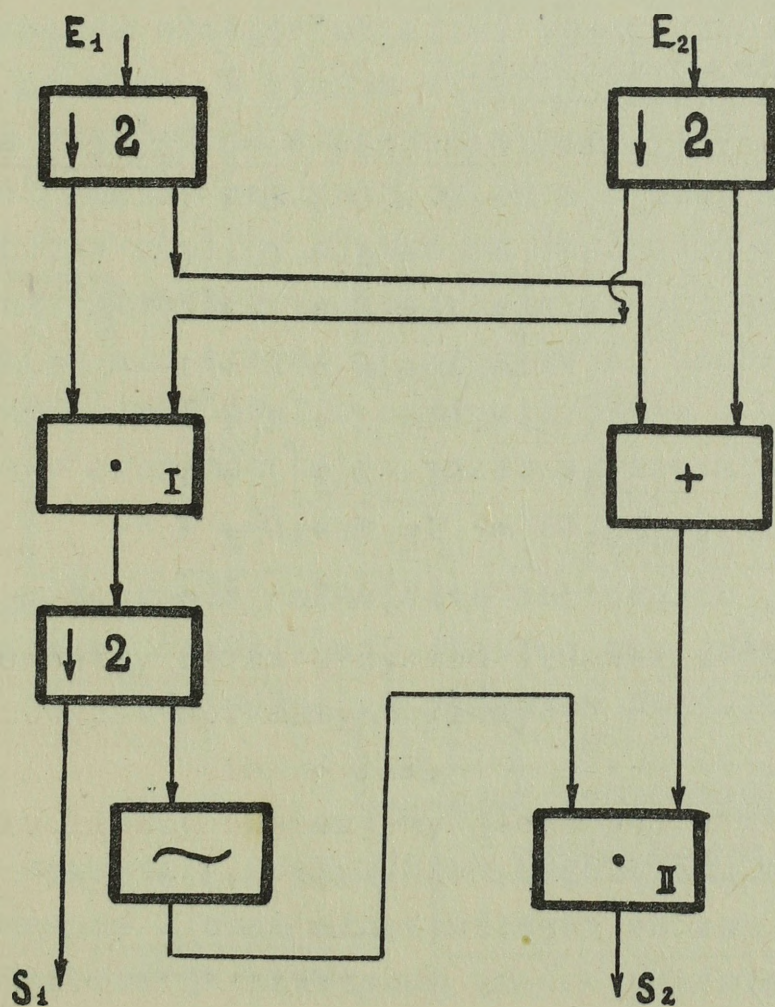 E₁ E₂
↓ 2 ↓ 2
• I +
↓ 2
~ • II
S₁ S₂